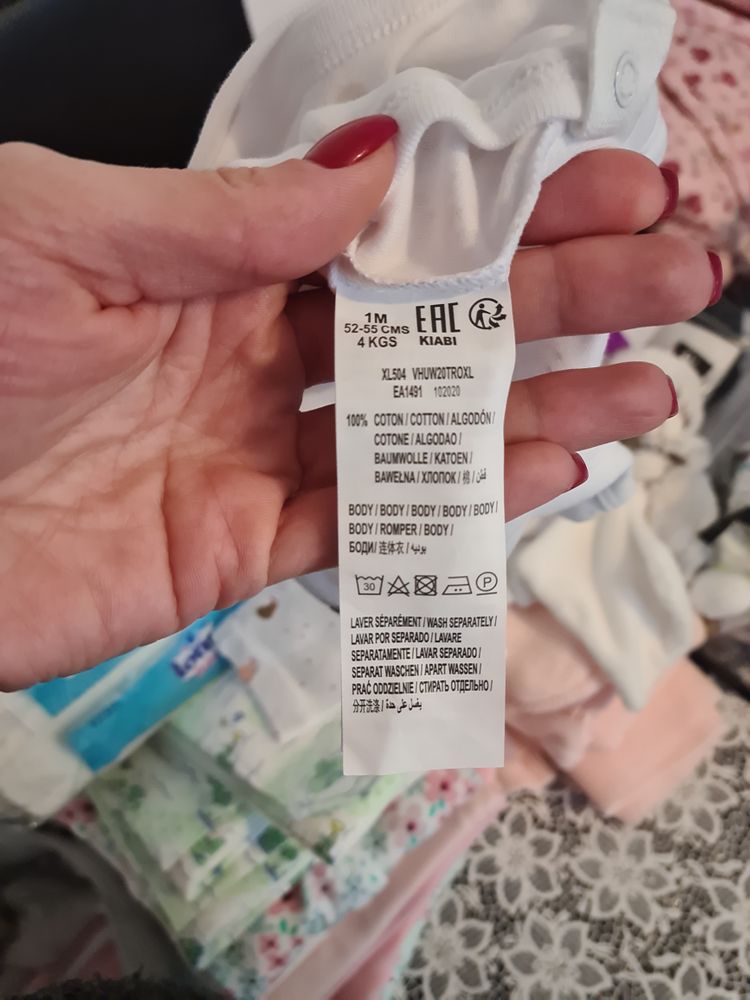 1M
52-55 CMS
4 KGS
EAC
KIABI
XL504 VHUW20TROXL
EA1491 102020
100% COTON / COTTON / ALGODÓN /
COTONE / ALGODAO /
BAUMWOLLE / KATOEN /
BAWEŁNA / ХЛОПОК / 棉 / قطن
BODY / BODY / BODY / BODY / BODY /
BODY / ROMPER / BODY /
БОДИ / 连体衣 /
30
P
LAVER SÉPARÉMENT / WASH SEPARATELY /
LAVAR POR SEPARADO / LAVARE
SEPARATAMENTE / LAVAR SEPARADO /
SEPARAT WASCHEN / APART WASSEN /
PRAĆ ODDZIELNIE / СТИРАТЬ ОТДЕЛЬНО /
分开洗涤 / يغسل على حدة /